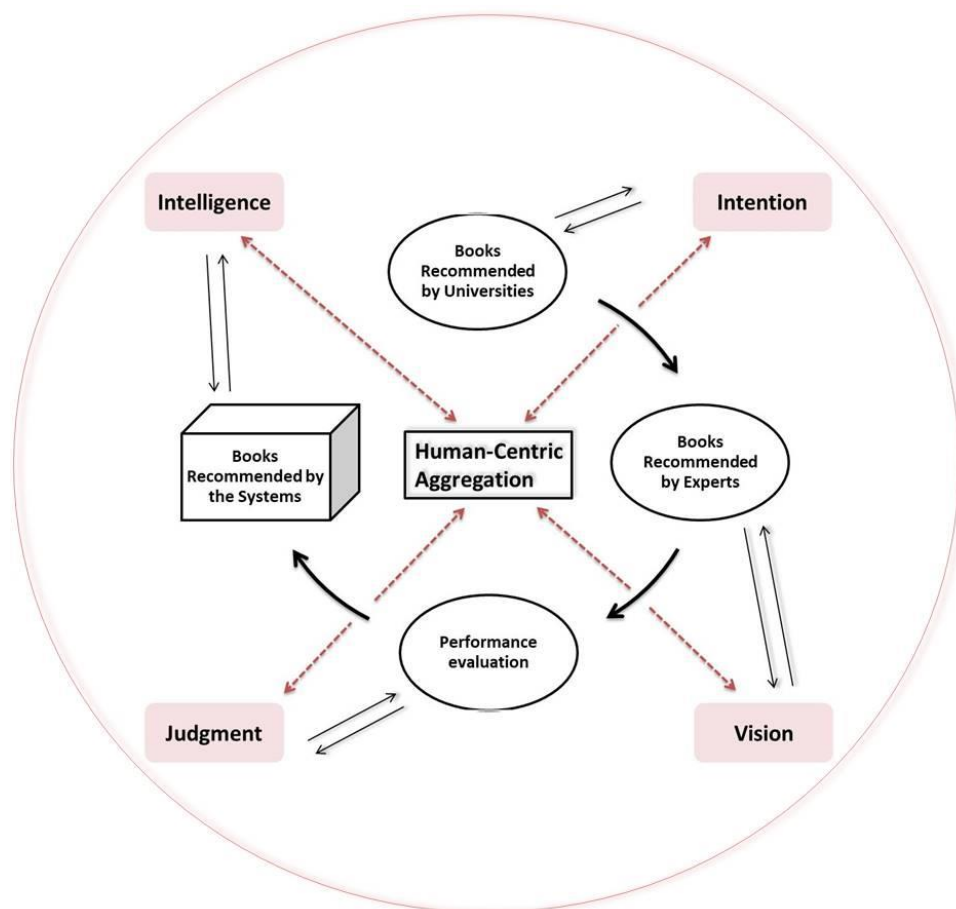 Intelligence
Intention
Books
Recommended
by Universities
Books
Recommended by
the Systems
Human-Centric
Aggregation
Books
Recommended
by Experts
Performance
evaluation
Judgment
Vision